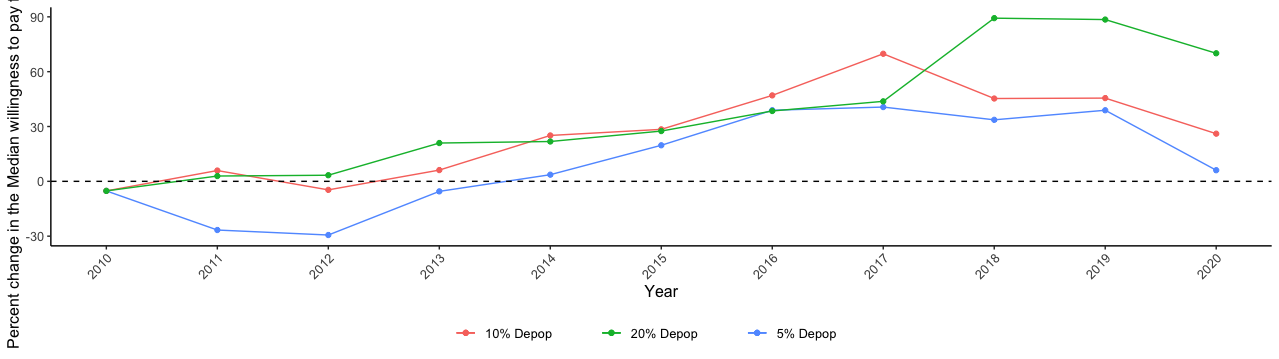 Percent change in the Median willingness to pay
90
60
30
0
-30
2010 2011 2012 2013 2014 2015 2016 2017 2018 2019 2020
Year
10% Depop 20% Depop 5% Depop